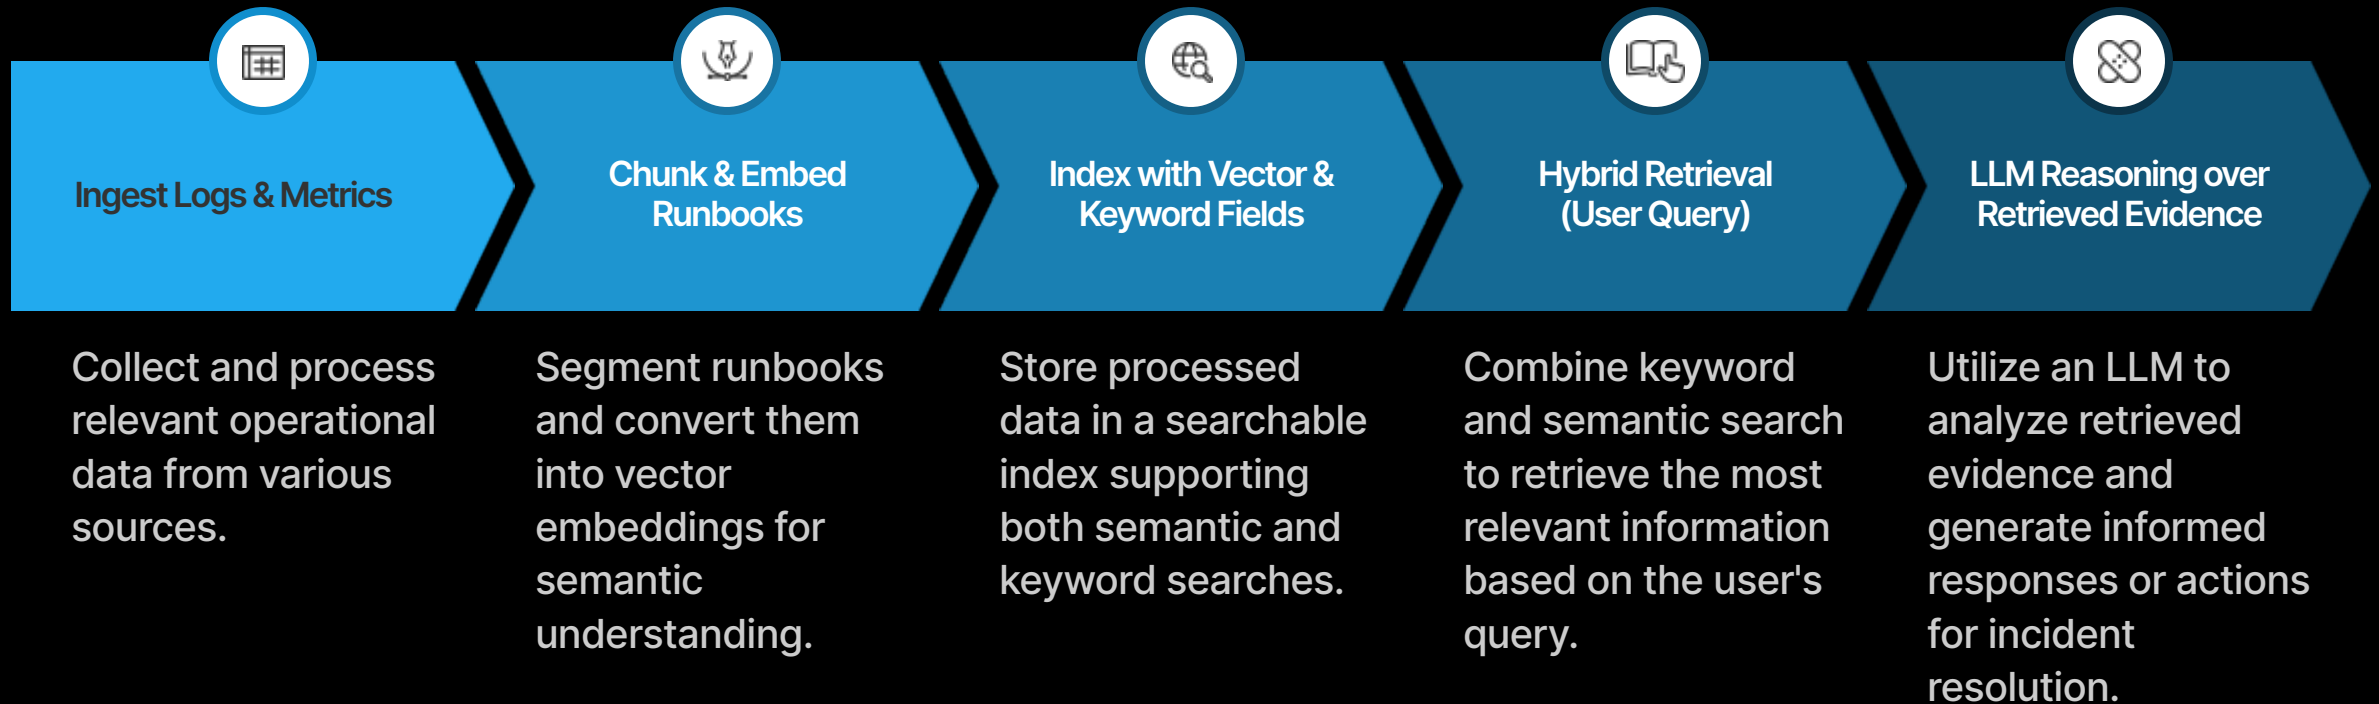 Ingest Logs & Metrics
Chunk & Embed
Runbooks
Index with Vector &
Keyword Fields
Hybrid Retrieval
(User Query)
LLM Reasoning over
Retrieved Evidence
Collect and process
relevant operational
data from various
sources.
Segment runbooks
and convert them
into vector
embeddings for
semantic
understanding.
Store processed
data in a searchable
index supporting
both semantic and
keyword searches.
Combine keyword
and semantic search
to retrieve the most
relevant information
based on the user's
query.
Utilize an LLM to
analyze retrieved
evidence and
generate informed
responses or actions
for incident
resolution.